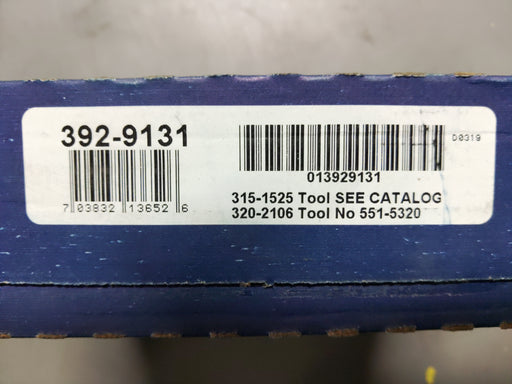 392-9131
7 03832 13652 6
013929131
D0319
315-1525 Tool SEE CATALOG
320-2106 Tool No 551-5320